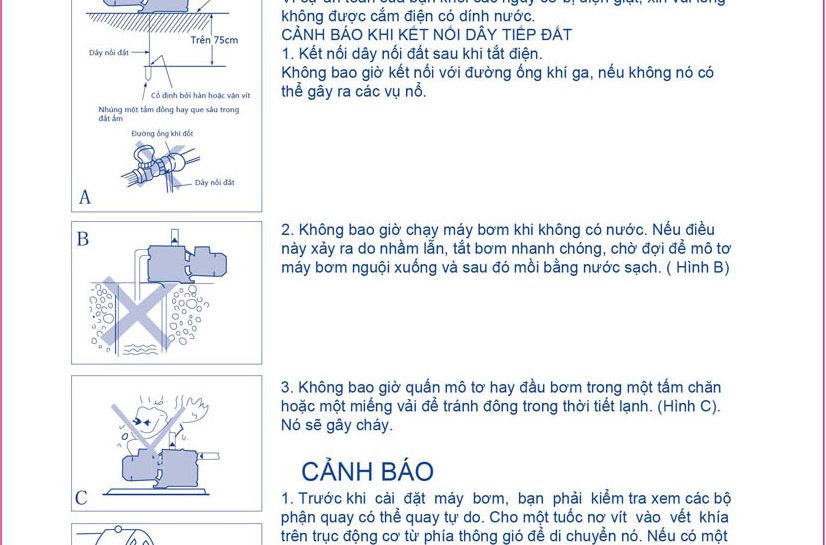 Trên 75cm
Dây nối đất
Cố định bởi hàn hoặc vặn vít
Nhúng một tấm đồng hay que sâu trong
đất ẩm
Đường ống khí đốt
Dây nối đất
A
không được cắm điện có dính nước.
CẢNH BÁO KHI KẾT NỐI DÂY TIẾP ĐẤT
1. Kết nối dây nối đất sau khi tắt điện.
Không bao giờ kết nối với đường ống khí ga, nếu không nó có
thể gây ra các vụ nổ.
B
2. Không bao giờ chạy máy bơm khi không có nước. Nếu điều
này xảy ra do nhầm lẫn, tắt bơm nhanh chóng, chờ đợi để mô tơ
máy bơm nguội xuống và sau đó mồi bằng nước sạch. ( Hình B)
C
3. Không bao giờ quấn mô tơ hay đầu bơm trong một tấm chăn
hoặc một miếng vải để tránh đông trong thời tiết lạnh. (Hình C).
Nó sẽ gây cháy.
CẢNH BÁO
1. Trước khi cài đặt máy bơm, bạn phải kiểm tra xem các bộ
phận quay có thể quay tự do. Cho một tuốc nơ vít vào vết khía
trên trục động cơ từ phía thông gió để di chuyển nó. Nếu có một